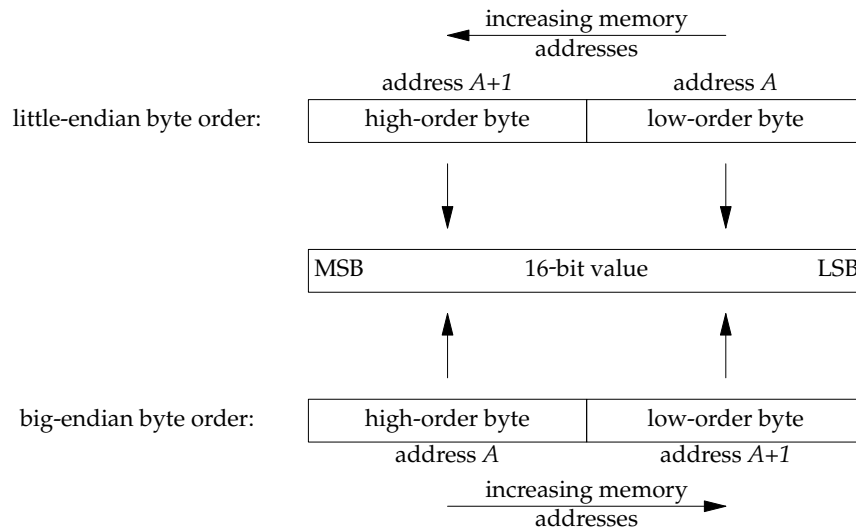 increasing memory
addresses
address A+1 address A
little-endian byte order: high-order byte low-order byte
MSB 16-bit value LSB
big-endian byte order: high-order byte low-order byte
address A address A+1
increasing memory
addresses